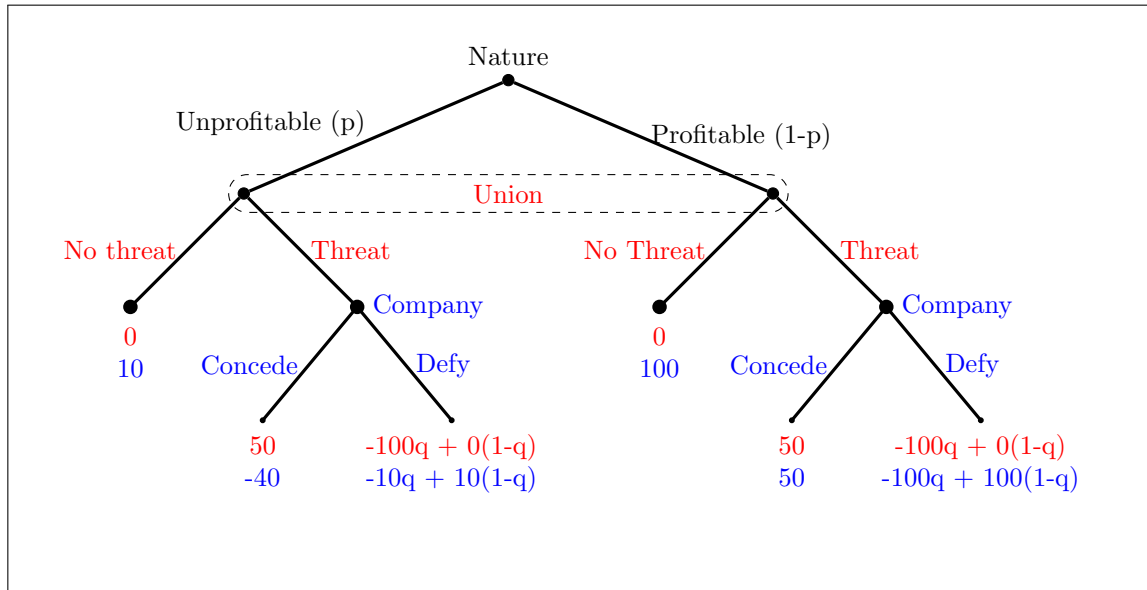 Nature
Unprofitable (p)
Profitable (1-p)
Union
No threat
Threat
No Threat
Threat
Company
Company
0
10
Concede
Defy
0
100
Concede
Defy
50
-40
-100q + 0(1-q)
-10q + 10(1-q)
50
50
-100q + 0(1-q)
-100q + 100(1-q)